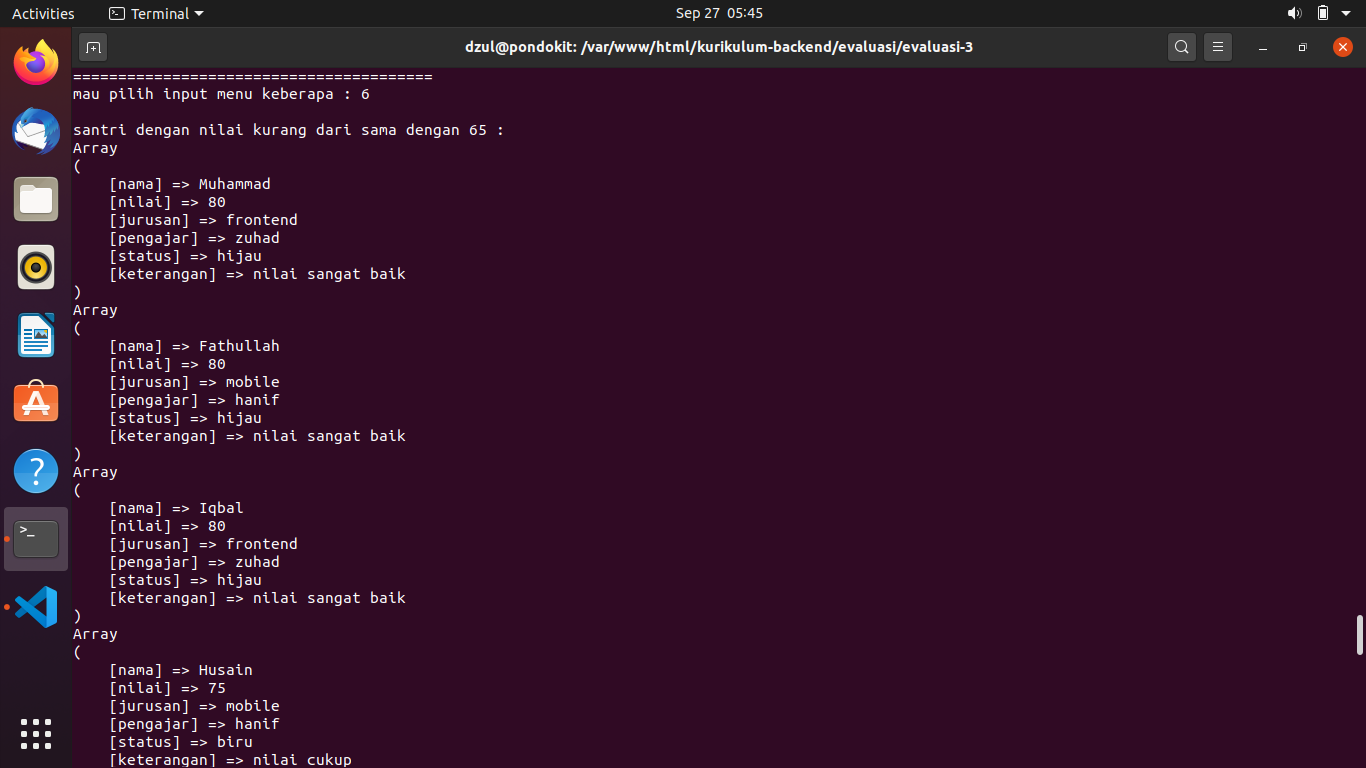 Activities
Terminal
Sep 27 05:45
dzul@pondokit: /var/www/html/kurikulum-backend/evaluasi/evaluasi-3
========================================
mau pilih input menu keberapa : 6
santri dengan nilai kurang dari sama dengan 65 :
Array
(
    [nama] => Muhammad
    [nilai] => 80
    [jurusan] => frontend
    [pengajar] => zuhad
    [status] => hijau
    [keterangan] => nilai sangat baik
)
Array
(
    [nama] => Fathullah
    [nilai] => 80
    [jurusan] => mobile
    [pengajar] => hanif
    [status] => hijau
    [keterangan] => nilai sangat baik
)
Array
(
    [nama] => Iqbal
    [nilai] => 80
    [jurusan] => frontend
    [pengajar] => zuhad
    [status] => hijau
    [keterangan] => nilai sangat baik
)
Array
(
    [nama] => Husain
    [nilai] => 75
    [jurusan] => mobile
    [pengajar] => hanif
    [status] => biru
    [keterangan] => nilai cukup